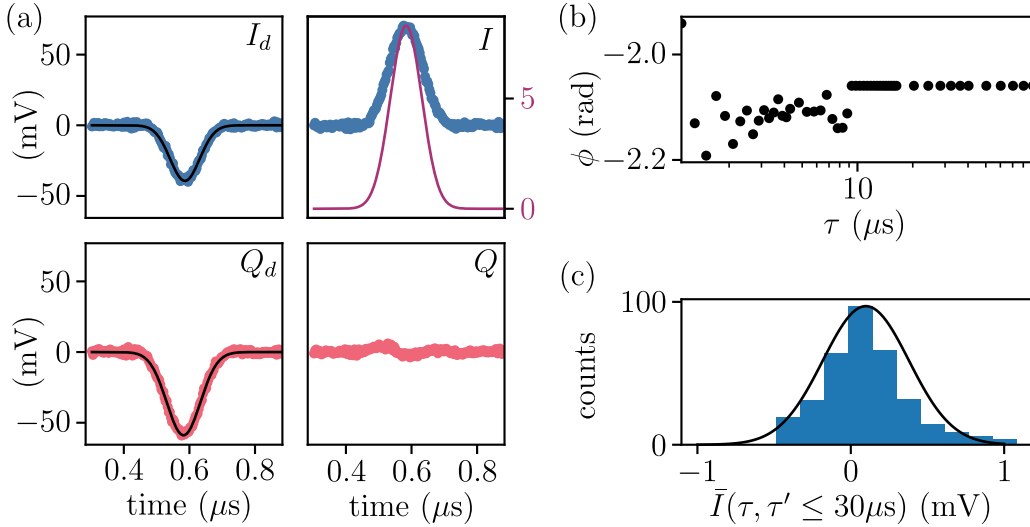 (a)
I_d
50
0
−50
(mV)
I
5
0
Q_d
50
0
−50
(mV)
0.4 0.6 0.8
time (μs)
Q
0.4 0.6 0.8
time (μs)
(b)
−2.0
−2.2
ϕ (rad)
10
τ (μs)
(c)
100
0
counts
−1 0 1
Ī(τ, τ′ ≤ 30μs) (mV)